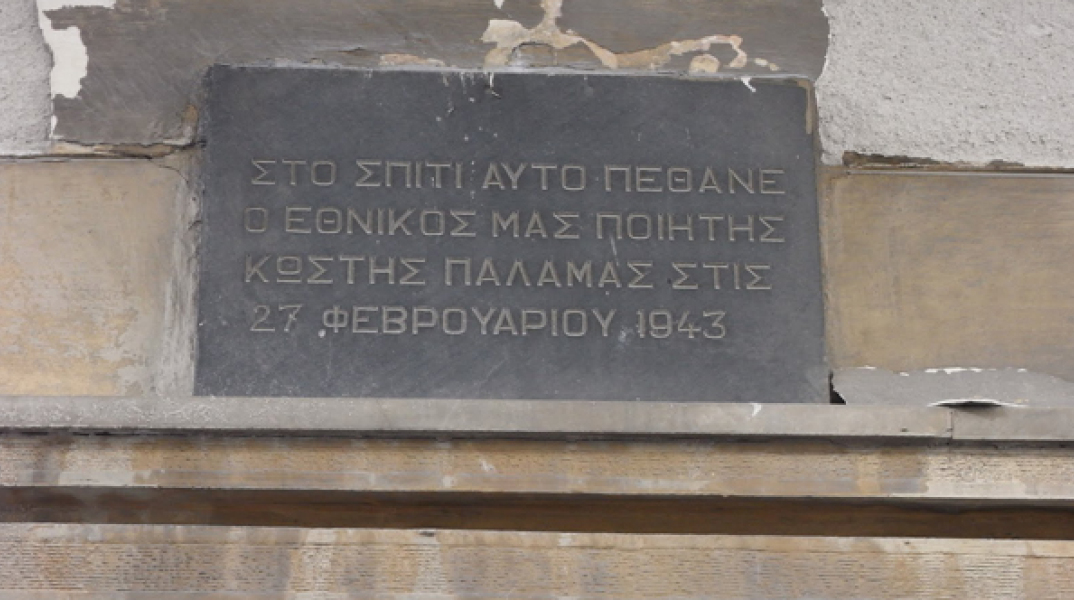 ΣΤΟ ΣΠΙΤΙ ΑΥΤΟ ΠΕΘΑΝΕ
Ο ΕΘΝΙΚΟΣ ΜΑΣ ΠΟΙΗΤΗΣ
ΚΩΣΤΗΣ ΠΑΛΑΜΑΣ ΣΤΙΣ
27 ΦΕΒΡΟΥΑΡΙΟΥ 1943